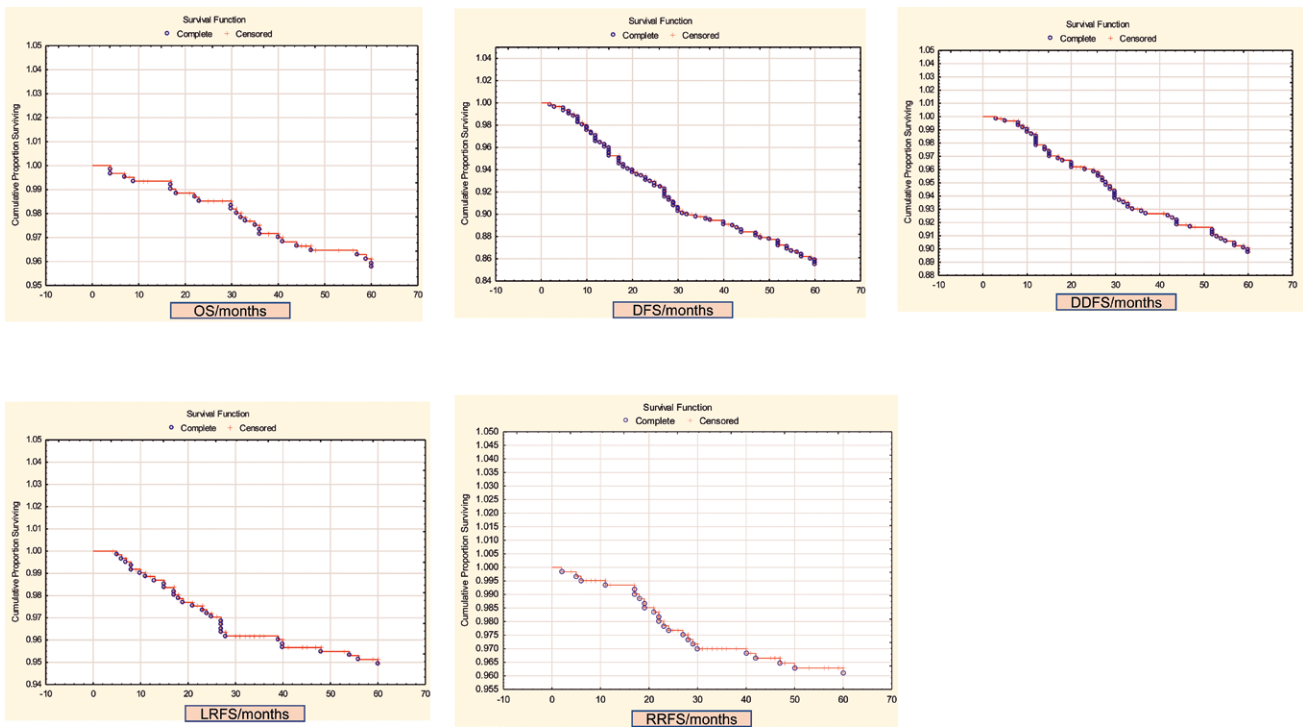 Survival Function
Complete Censored
Cumulative Proportion Surviving
1.05
1.04
1.03
1.02
1.01
1.00
0.99
0.98
0.97
0.96
0.95
-10 0 10 20 30 40 50 60 70
OS/months
Survival Function
Complete Censored
Cumulative Proportion Surviving
1.04
1.02
1.00
0.98
0.96
0.94
0.92
0.90
0.88
0.86
0.84
-10 0 10 20 30 40 50 60 70
DFS/months
Survival Function
Complete Censored
Cumulative Proportion Surviving
1.05
1.04
1.03
1.02
1.01
1.00
0.99
0.98
0.97
0.96
0.95
0.94
0.93
0.92
0.91
0.90
0.89
0.88
-10 0 10 20 30 40 50 60 70
DDFS/months
Survival Function
Complete Censored
Cumulative Proportion Surviving
1.05
1.04
1.03
1.02
1.01
1.00
0.99
0.98
0.97
0.96
0.95
0.94
-10 0 10 20 30 40 50 60 70
LRFS/months
Survival Function
Complete Censored
Cumulative Proportion Surviving
1.050
1.045
1.040
1.035
1.030
1.025
1.020
1.015
1.010
1.005
1.000
0.995
0.990
0.985
0.980
0.975
0.970
0.965
0.960
0.955
-10 0 10 20 30 40 50 60 70
RRFS/months